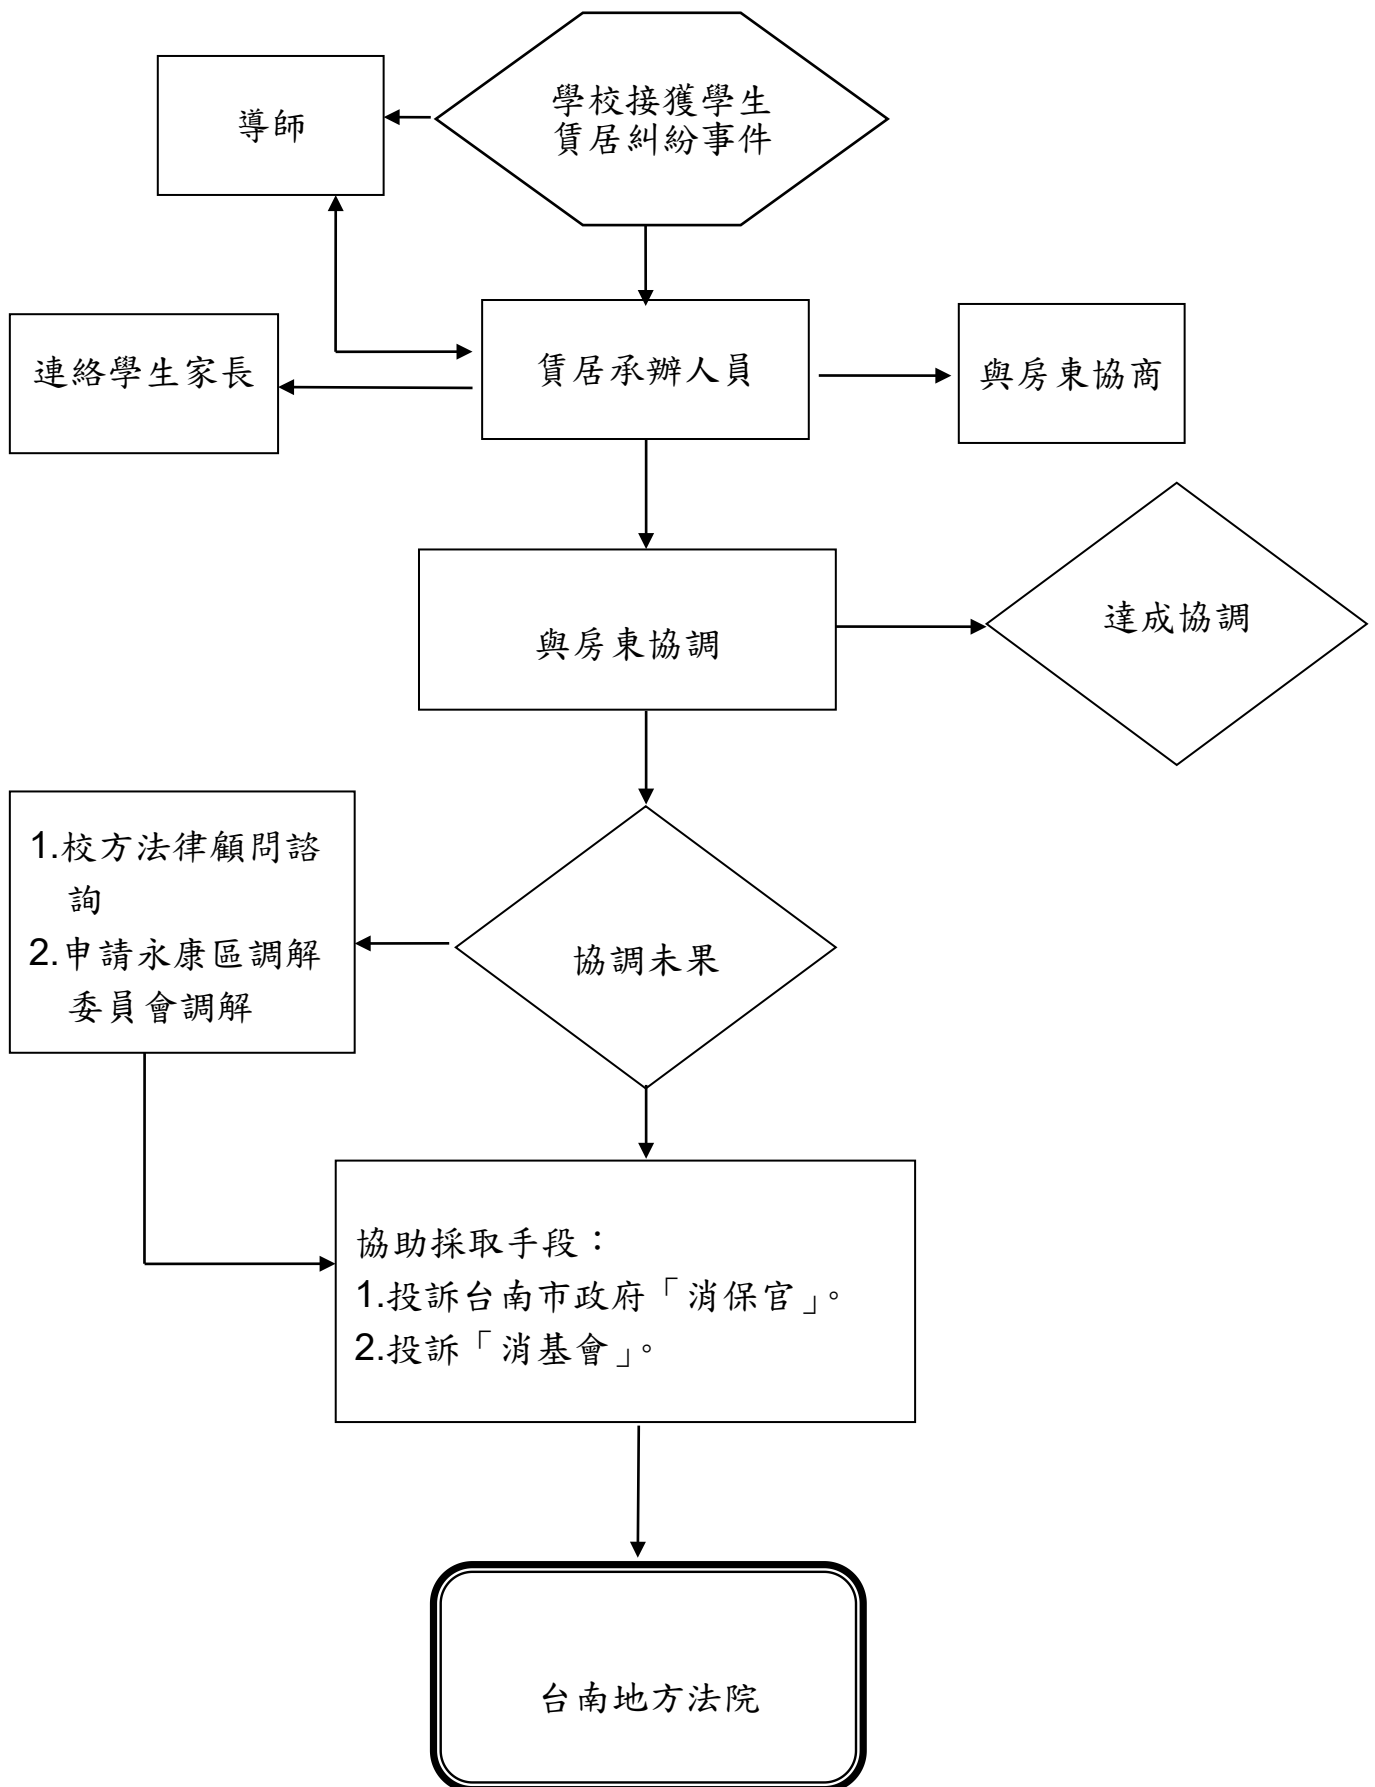 學校接獲學生
賃居糾紛事件
導師
連絡學生家長
賃居承辦人員
與房東協商
與房東協調
達成協調
1.校方法律顧問諮
詢
2.申請永康區調解
委員會調解
協調未果
協助採取手段：
1.投訴台南市政府「消保官」。
2.投訴「消基會」。
台南地方法院